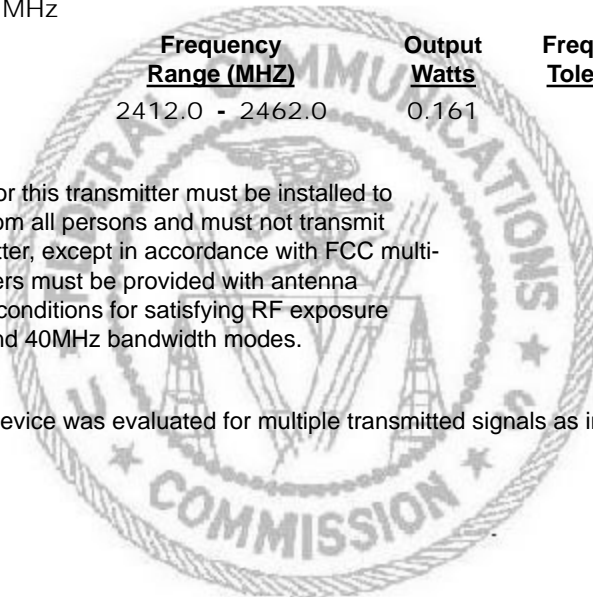 MHz
Frequency Output Freq
Range (MHZ) Watts Tole
2412.0 - 2462.0 0.161
or this transmitter must be installed to
om all persons and must not transmit
tter, except in accordance with FCC multi-
ers must be provided with antenna
conditions for satisfying RF exposure
nd 40MHz bandwidth modes.
evice was evaluated for multiple transmitted signals as in
FEDERAL COMMUNICATIONS
COMMISSION
U S